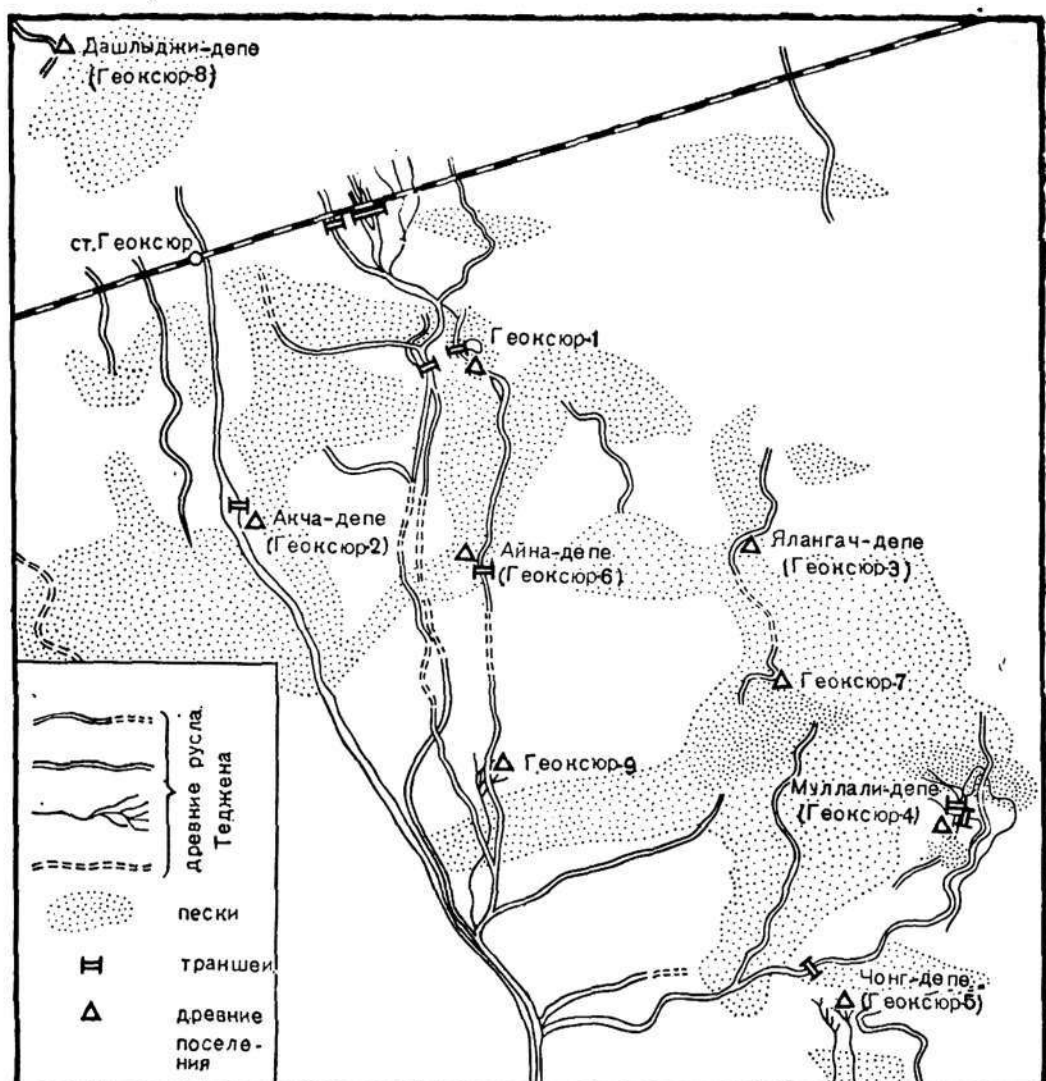 Дашлыджи-депе
(Геоксюр-8)
ст. Геоксюр
Геоксюр-1
Акча-депе
(Геоксюр-2)
Айна-депе
(Геоксюр-6)
Ялангач-депе
(Геоксюр-3)
Геоксюр-7
Геоксюр-9
Муллали-депе
(Геоксюр-4)
Чонг-депе
(Геоксюр-5)
древние русла
Теджена
пески
траншеи
древние
поселе-
ния